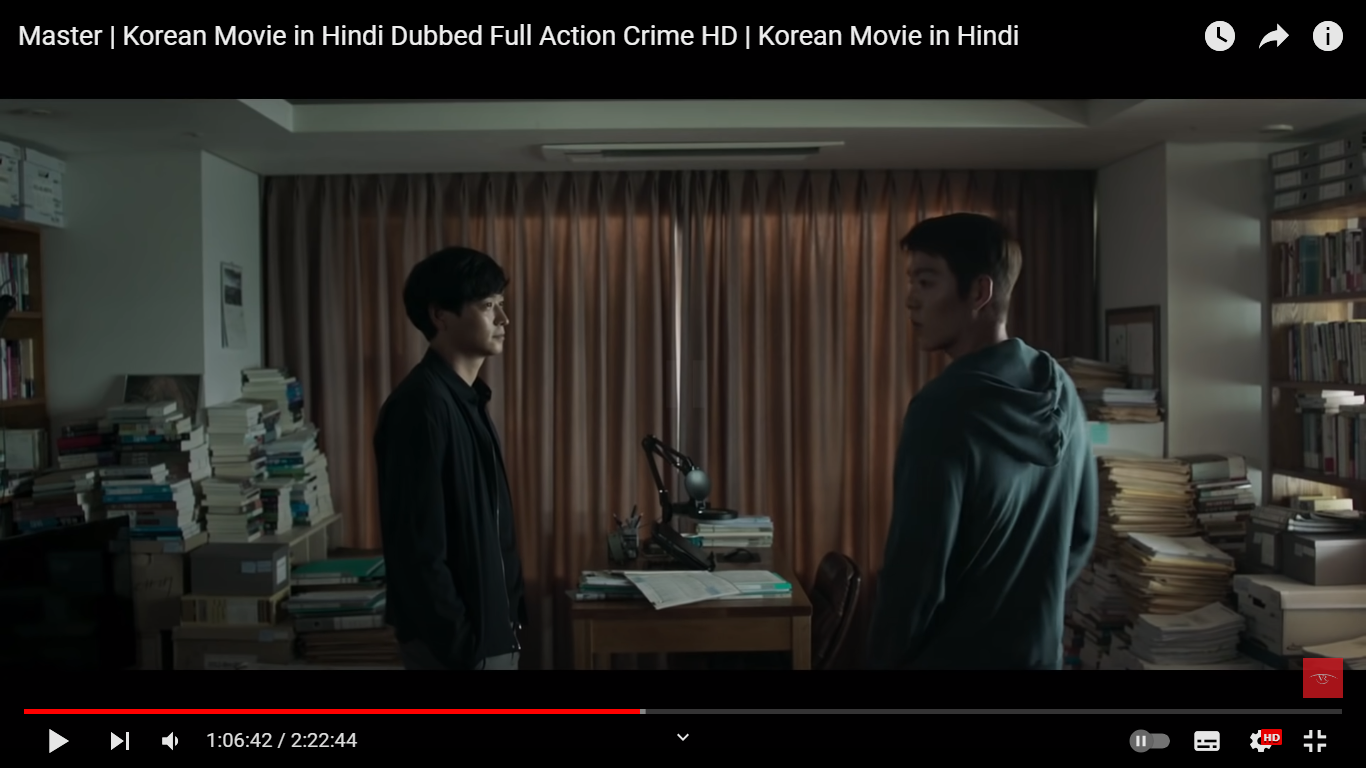 Master | Korean Movie in Hindi Dubbed Full Action Crime HD | Korean Movie in Hindi
1:06:42 / 2:22:44
HD